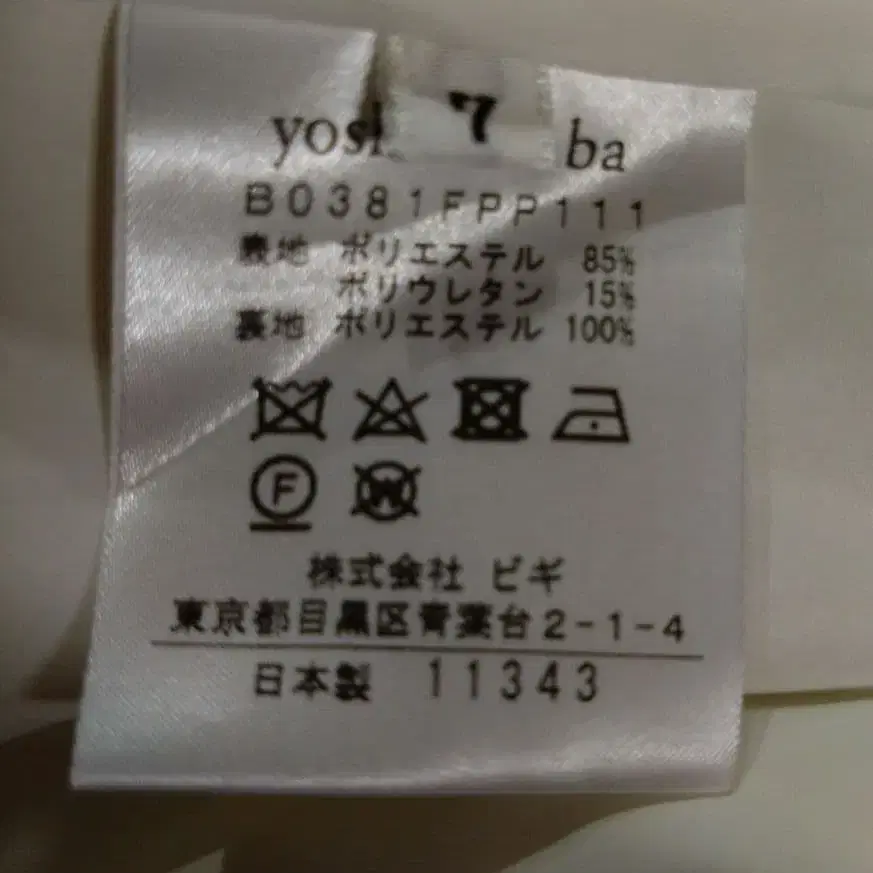 yosh 7 ba
B0381FPP111
表地 ポリエステル 85%
ポリウレタン 15%
裏地 ポリエステル 100%
F W
株式会社 ビギ
東京都目黒区青葉台2-1-4
日本製 11343